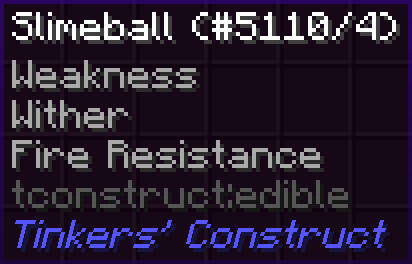 Slimeball (#5110/4)
Weakness
Wither
Fire Resistance
tconstruct:edible
Tinkers' Construct